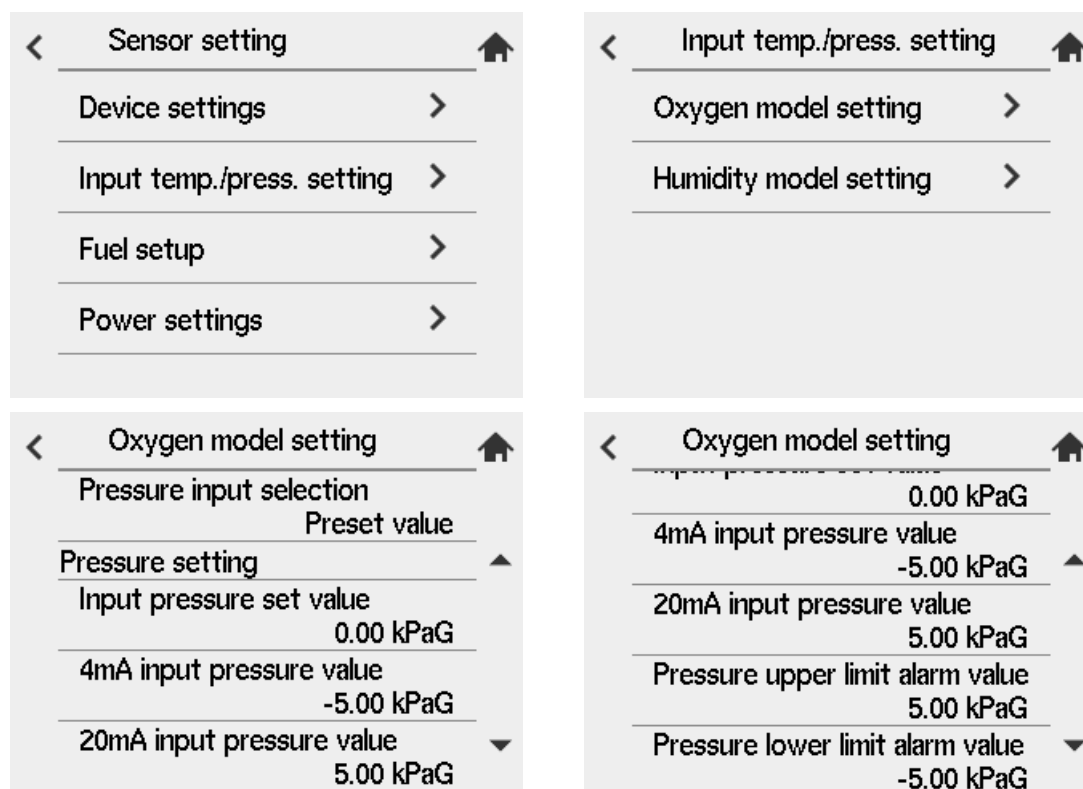 Sensor setting
Device settings
Input temp./press. setting
Fuel setup
Power settings
Input temp./press. setting
Oxygen model setting
Humidity model setting
Oxygen model setting
Pressure input selection
Preset value
Pressure setting
Input pressure set value
0.00 kPaG
4mA input pressure value
-5.00 kPaG
20mA input pressure value
5.00 kPaG
Oxygen model setting
0.00 kPaG
4mA input pressure value
-5.00 kPaG
20mA input pressure value
5.00 kPaG
Pressure upper limit alarm value
5.00 kPaG
Pressure lower limit alarm value
-5.00 kPaG